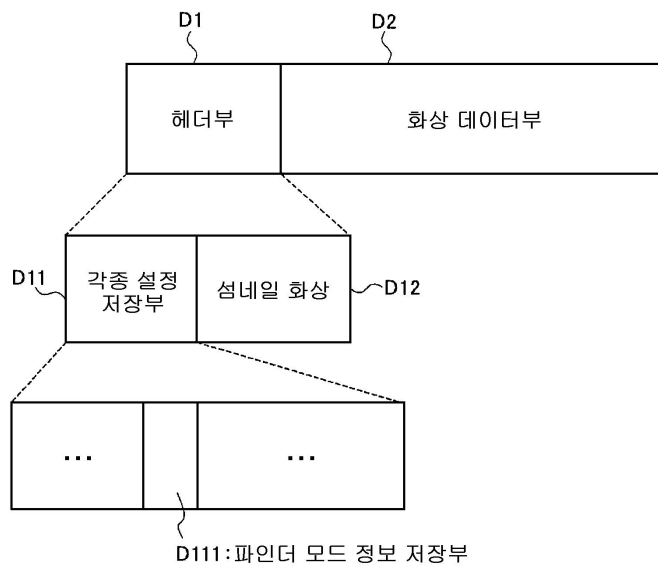 D1
D2
헤더부
화상 데이터부
D11
각종 설정
저장부
섬네일 화상
D12
...
...
D111:파인더 모드 정보 저장부